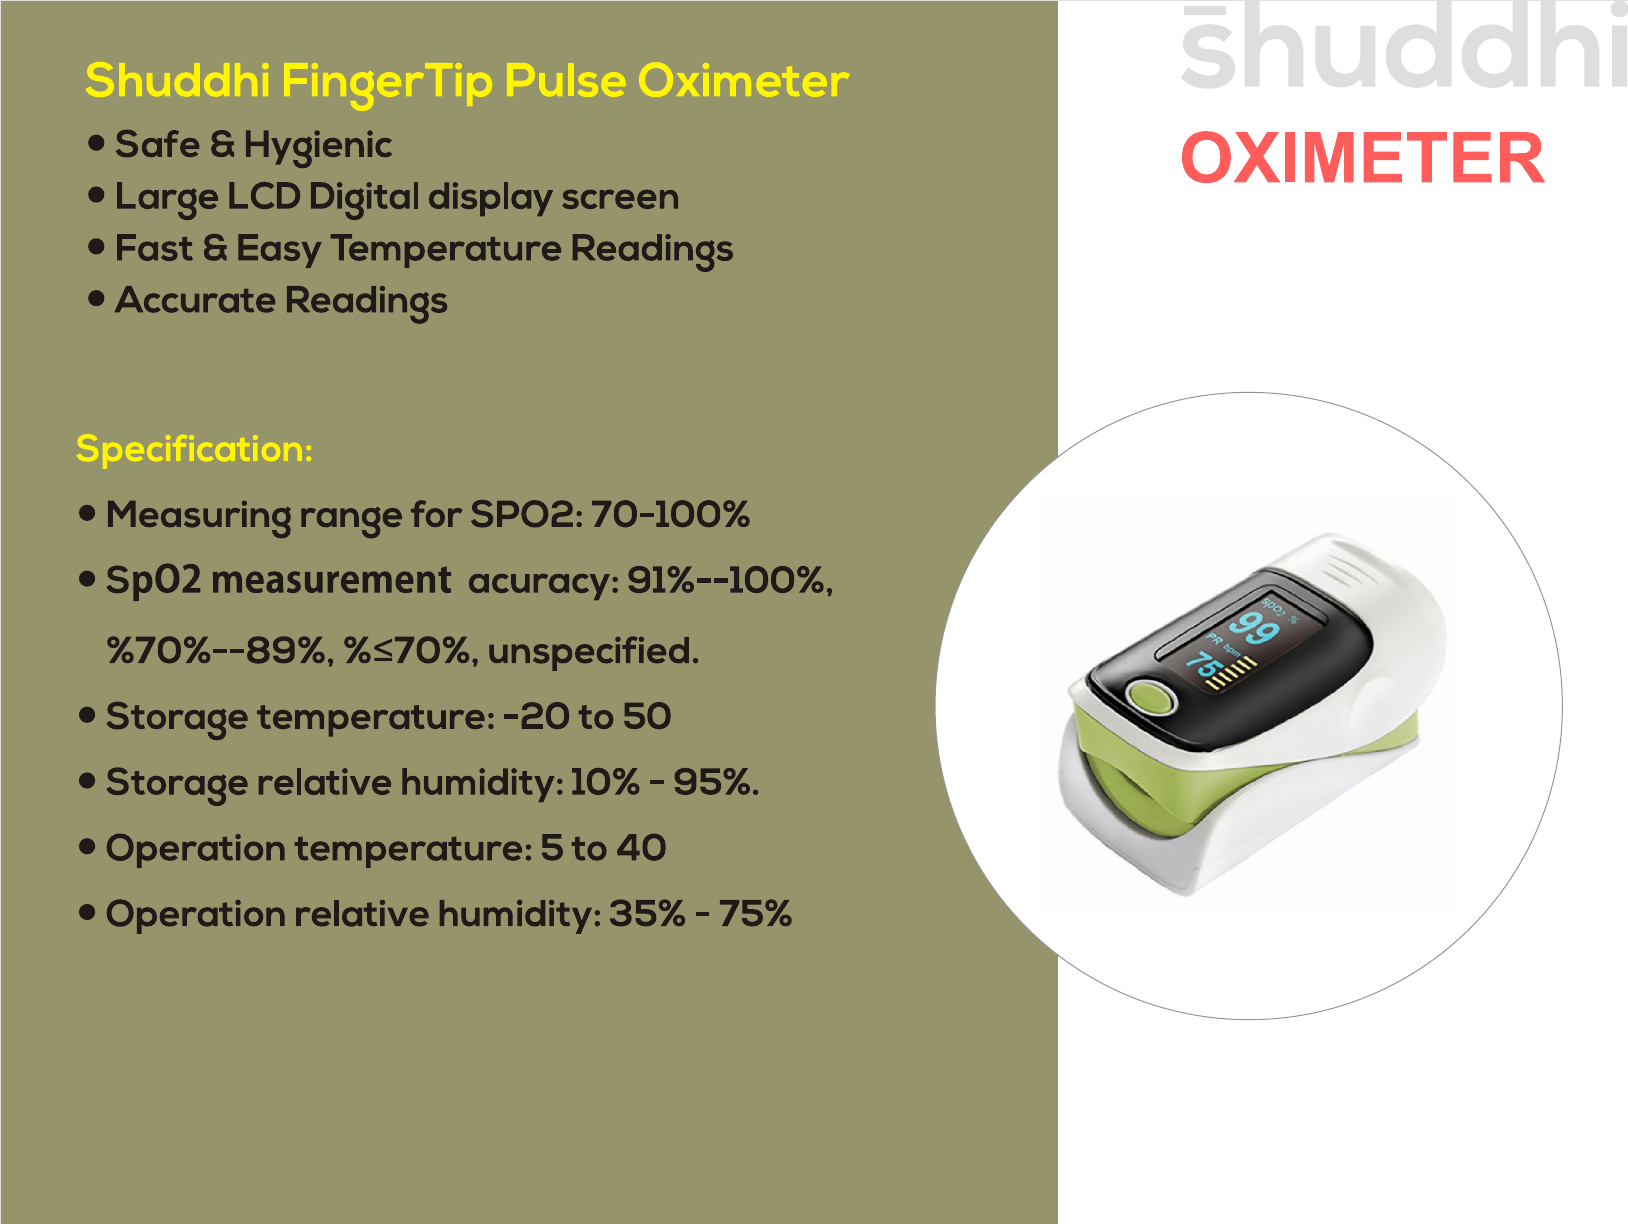 shuddhi
OXIMETER
Shuddhi FingerTip Pulse Oximeter
• Safe & Hygienic
• Large LCD Digital display screen
• Fast & Easy Temperature Readings
• Accurate Readings
Specification:
• Measuring range for SPO2: 70-100%
• SpO2 measurement acuracy: 91%--100%,
%70%--89%, %≤70%, unspecified.
• Storage temperature: -20 to 50
• Storage relative humidity: 10% - 95%.
• Operation temperature: 5 to 40
• Operation relative humidity: 35% - 75%
SpO2 %
99
PR bpm
75